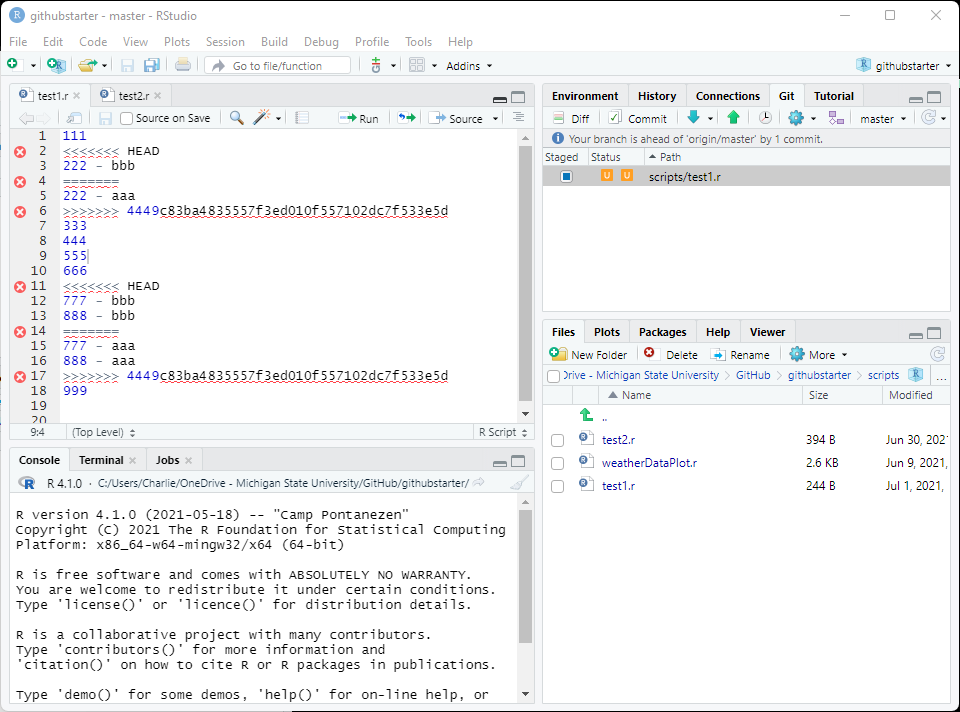 githubstarter - master - RStudio
File Edit Code View Plots Session Build Debug Profile Tools Help
Go to file/function Addins githubstarter
test1.r test2.r
Source on Save Run Source
1 111
2 <<<<<<< HEAD
3 222 - bbb
4 =======
5 222 - aaa
6 >>>>>>> 4449c83ba4835557f3ed010f557102dc7f533e5d
7 333
8 444
9 555
10 666
11 <<<<<<< HEAD
12 777 - bbb
13 888 - bbb
14 =======
15 777 - aaa
16 888 - aaa
17 >>>>>>> 4449c83ba4835557f3ed010f557102dc7f533e5d
18 999
19
20
9:4 (Top Level) R Script
Console Terminal Jobs
R 4.1.0 · C:/Users/Charlie/OneDrive - Michigan State University/GitHub/githubstarter/
R version 4.1.0 (2021-05-18) -- "Camp Pontanezen"
Copyright (C) 2021 The R Foundation for Statistical Computing
Platform: x86_64-w64-mingw32/x64 (64-bit)
R is free software and comes with ABSOLUTELY NO WARRANTY.
You are welcome to redistribute it under certain conditions.
Type 'license()' or 'licence()' for distribution details.
R is a collaborative project with many contributors.
Type 'contributors()' for more information and
'citation()' on how to cite R or R packages in publications.
Type 'demo()' for some demos, 'help()' for on-line help, or
Environment History Connections Git Tutorial
Diff Commit master
Your branch is ahead of 'origin/master' by 1 commit.
Staged Status Path
U U scripts/test1.r
Files Plots Packages Help Viewer
New Folder Delete Rename More
Drive - Michigan State University > GitHub > githubstarter > scripts ...
Name Size Modified
..
test2.r 394 B Jun 30, 202
weatherDataPlot.r 2.6 KB Jun 9, 2021,
test1.r 244 B Jul 1, 2021,